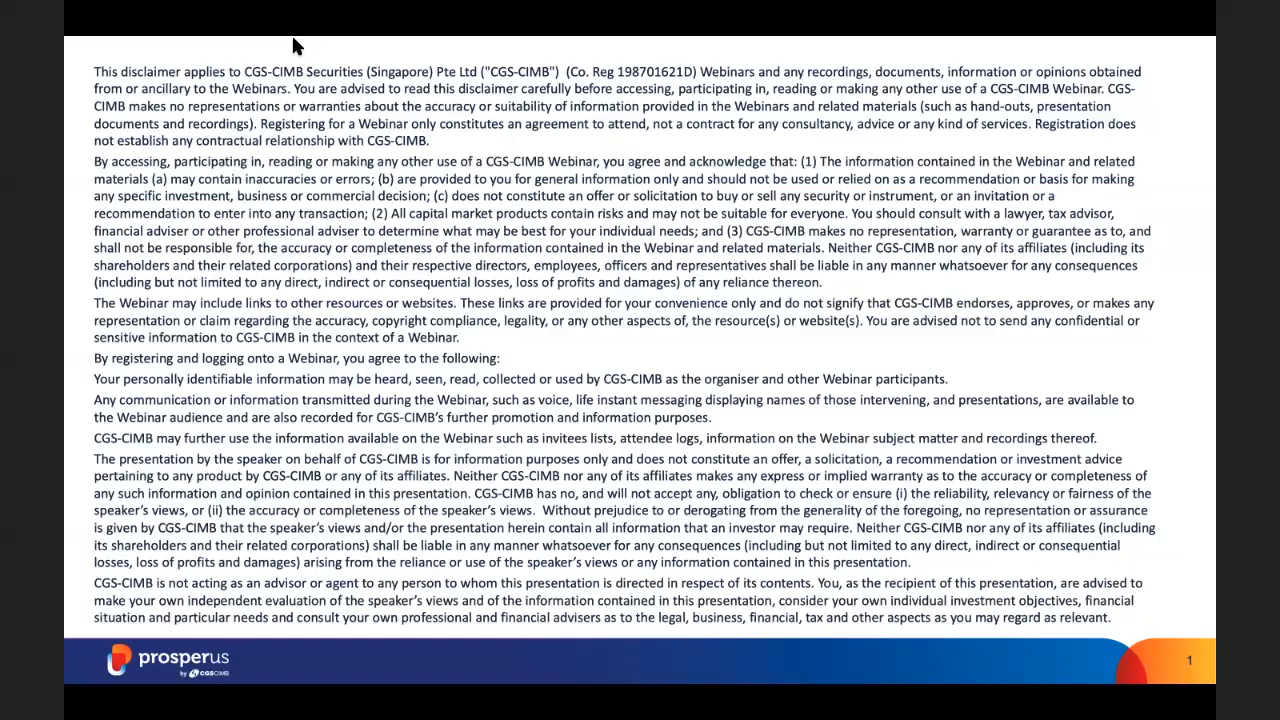 This disclaimer applies to CGS-CIMB Securities (Singapore) Pte Ltd ("CGS-CIMB") (Co. Reg 198701621D) Webinars and any recordings, documents, information or opinions obtained
from or ancillary to the Webinars. You are advised to read this disclaimer carefully before accessing, participating in, reading or making any other use of a CGS-CIMB Webinar. CGS-
CIMB makes no representations or warranties about the accuracy or suitability of information provided in the Webinars and related materials (such as hand-outs, presentation
documents and recordings). Registering for a Webinar only constitutes an agreement to attend, not a contract for any consultancy, advice or any kind of services. Registration does
not establish any contractual relationship with CGS-CIMB.
By accessing, participating in, reading or making any other use of a CGS-CIMB Webinar, you agree and acknowledge that: (1) The information contained in the Webinar and related
materials (a) may contain inaccuracies or errors; (b) are provided to you for general information only and should not be used or relied on as a recommendation or basis for making
any specific investment, business or commercial decision; (c) does not constitute an offer or solicitation to buy or sell any security or instrument, or an invitation or a
recommendation to enter into any transaction; (2) All capital market products contain risks and may not be suitable for everyone. You should consult with a lawyer, tax advisor,
financial adviser or other professional adviser to determine what may be best for your individual needs; and (3) CGS-CIMB makes no representation, warranty or guarantee as to, and
shall not be responsible for, the accuracy or completeness of the information contained in the Webinar and related materials. Neither CGS-CIMB nor any of its affiliates (including its
shareholders and their related corporations) and their respective directors, employees, officers and representatives shall be liable in any manner whatsoever for any consequences
(including but not limited to any direct, indirect or consequential losses, loss of profits and damages) of any reliance thereon.
The Webinar may include links to other resources or websites. These links are provided for your convenience only and do not signify that CGS-CIMB endorses, approves, or makes any
representation or claim regarding the accuracy, copyright compliance, legality, or any other aspects of, the resource(s) or website(s). You are advised not to send any confidential or
sensitive information to CGS-CIMB in the context of a Webinar.
By registering and logging onto a Webinar, you agree to the following:
Your personally identifiable information may be heard, seen, read, collected or used by CGS-CIMB as the organiser and other Webinar participants.
Any communication or information transmitted during the Webinar, such as voice, life instant messaging displaying names of those intervening, and presentations, are available to
the Webinar audience and are also recorded for CGS-CIMB's further promotion and information purposes.
CGS-CIMB may further use the information available on the Webinar such as invitees lists, attendee logs, information on the Webinar subject matter and recordings thereof.
The presentation by the speaker on behalf of CGS-CIMB is for information purposes only and does not constitute an offer, a solicitation, a recommendation or investment advice
pertaining to any product by CGS-CIMB or any of its affiliates. Neither CGS-CIMB nor any of its affiliates makes any express or implied warranty as to the accuracy or completeness of
any such information and opinion contained in this presentation. CGS-CIMB has no, and will not accept any, obligation to check or ensure (i) the reliability, relevancy or fairness of the
speaker's views, or (ii) the accuracy or completeness of the speaker's views. Without prejudice to or derogating from the generality of the foregoing, no representation or assurance
is given by CGS-CIMB that the speaker's views and/or the presentation herein contain all information that an investor may require. Neither CGS-CIMB nor any of its affiliates (including
its shareholders and their related corporations) shall be liable in any manner whatsoever for any consequences (including but not limited to any direct, indirect or consequential
losses, loss of profits and damages) arising from the reliance or use of the speaker's views or any information contained in this presentation.
CGS-CIMB is not acting as an advisor or agent to any person to whom this presentation is directed in respect of its contents. You, as the recipient of this presentation, are advised to
make your own independent evaluation of the speaker's views and of the information contained in this presentation, consider your own individual investment objectives, financial
situation and particular needs and consult your own professional and financial advisers as to the legal, business, financial, tax and other aspects as you may regard as relevant.
prosperus
by CGS CIMB
1